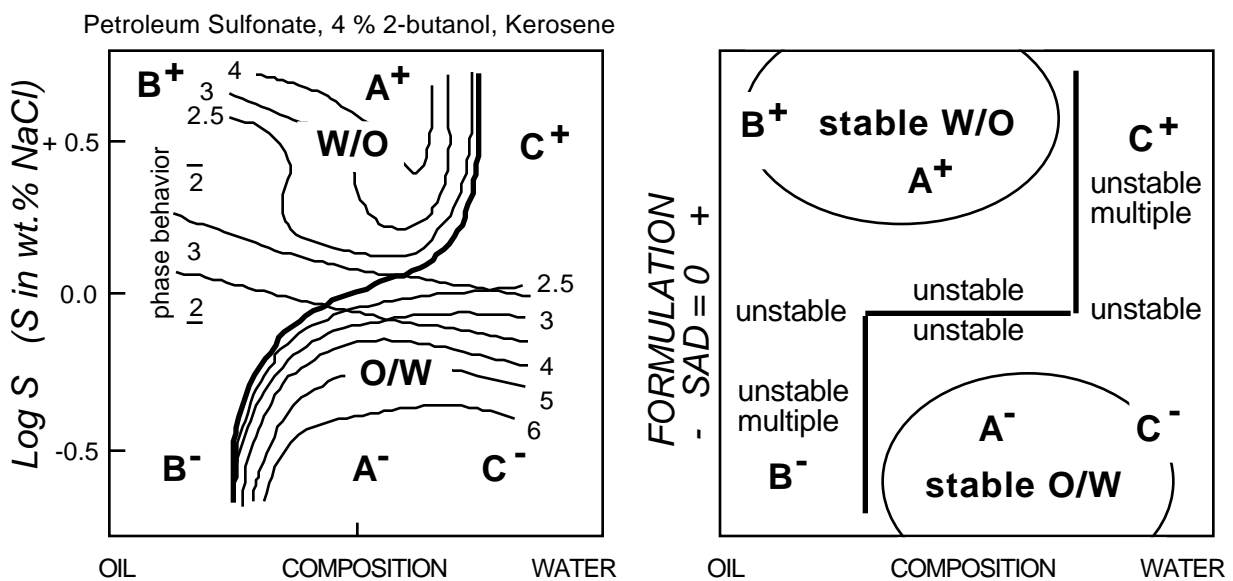 Petroleum Sulfonate, 4 % 2-butanol, Kerosene
Log S (S in wt.% NaCl)
+ 0.5
0.0
-0.5
phase behavior
2
3
2
B+
4
3
2.5
A+
W/O
C+
2.5
3
4
5
6
O/W
B-
A-
C-
OIL
COMPOSITION
WATER
FORMULATION
- SAD = 0 +
B+
stable W/O
A+
C+
unstable
multiple
unstable
unstable
unstable
unstable
unstable
multiple
B-
A-
C-
stable O/W
OIL
COMPOSITION
WATER